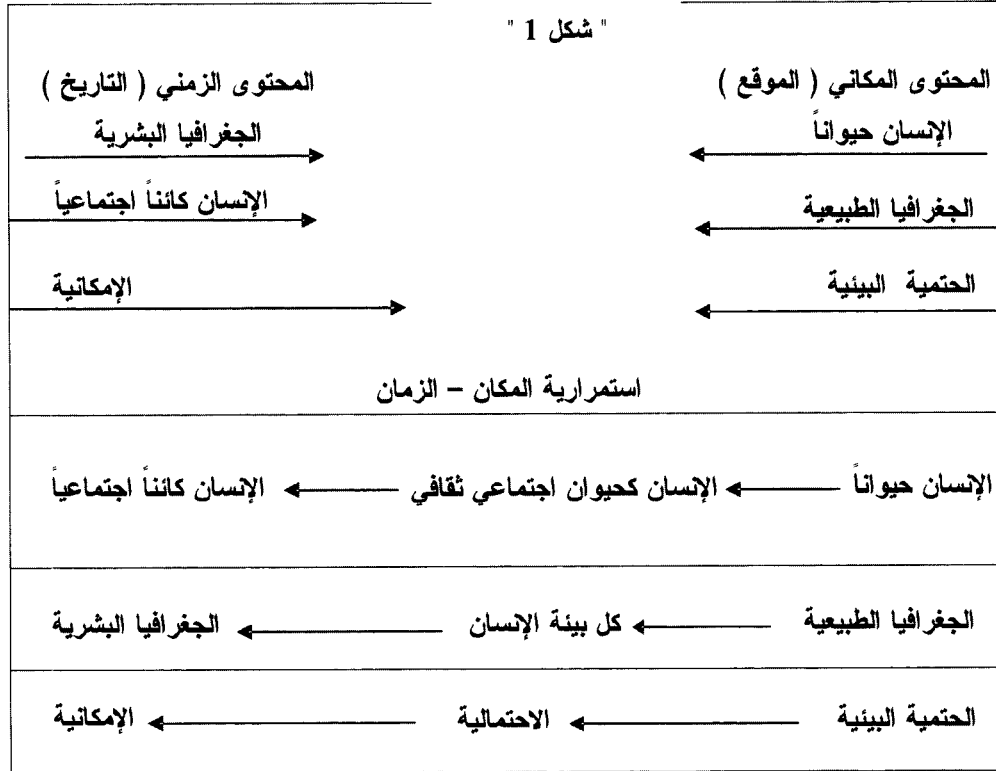 " شكل 1 "
المحتوى المكاني ( الموقع ) المحتوى الزمني ( التاريخ )
الإنسان حيواناً الجغرافيا البشرية
الجغرافيا الطبيعية الإنسان كائناً اجتماعياً
الحتمية البيئية الإمكانية
استمرارية المكان – الزمان
الإنسان حيواناً الإنسان كحيوان اجتماعي ثقافي الإنسان كائناً اجتماعياً
الجغرافيا الطبيعية كل بيئة الإنسان الجغرافيا البشرية
الحتمية البيئية الاحتمالية الإمكانية